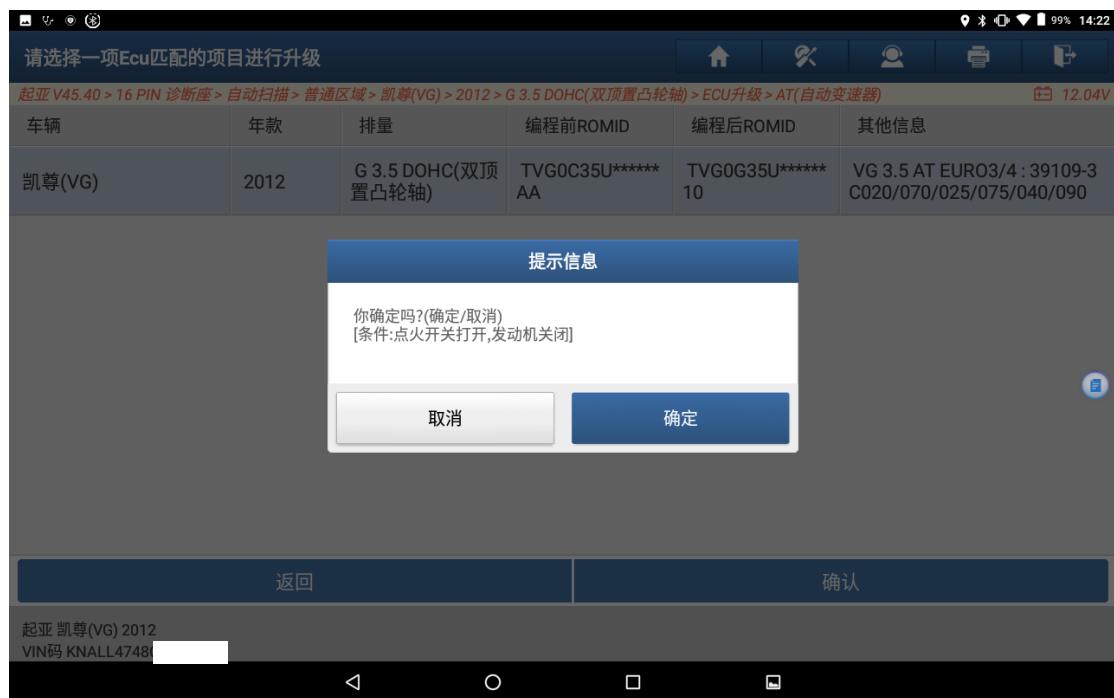 99% 14:22
请选择一项Ecu匹配的项目进行升级
起亚 V45.40 > 16 PIN 诊断座 > 自动扫描 > 普通区域 > 凯尊(VG) > 2012 > G 3.5 DOHC(双顶置凸轮轴) > ECU升级 > AT(自动变速器) 12.04V
车辆 年款 排量 编程前ROMID 编程后ROMID 其他信息
凯尊(VG) 2012 G 3.5 DOHC(双顶 TVG0C35U****** TVG0G35U****** VG 3.5 AT EURO3/4 : 39109-3
置凸轮轴) AA 10 C020/070/025/075/040/090
提示信息
你确定吗?(确定/取消)
[条件:点火开关打开,发动机关闭]
取消 确定
返回 确认
起亚 凯尊(VG) 2012
VIN码 KNALL4748